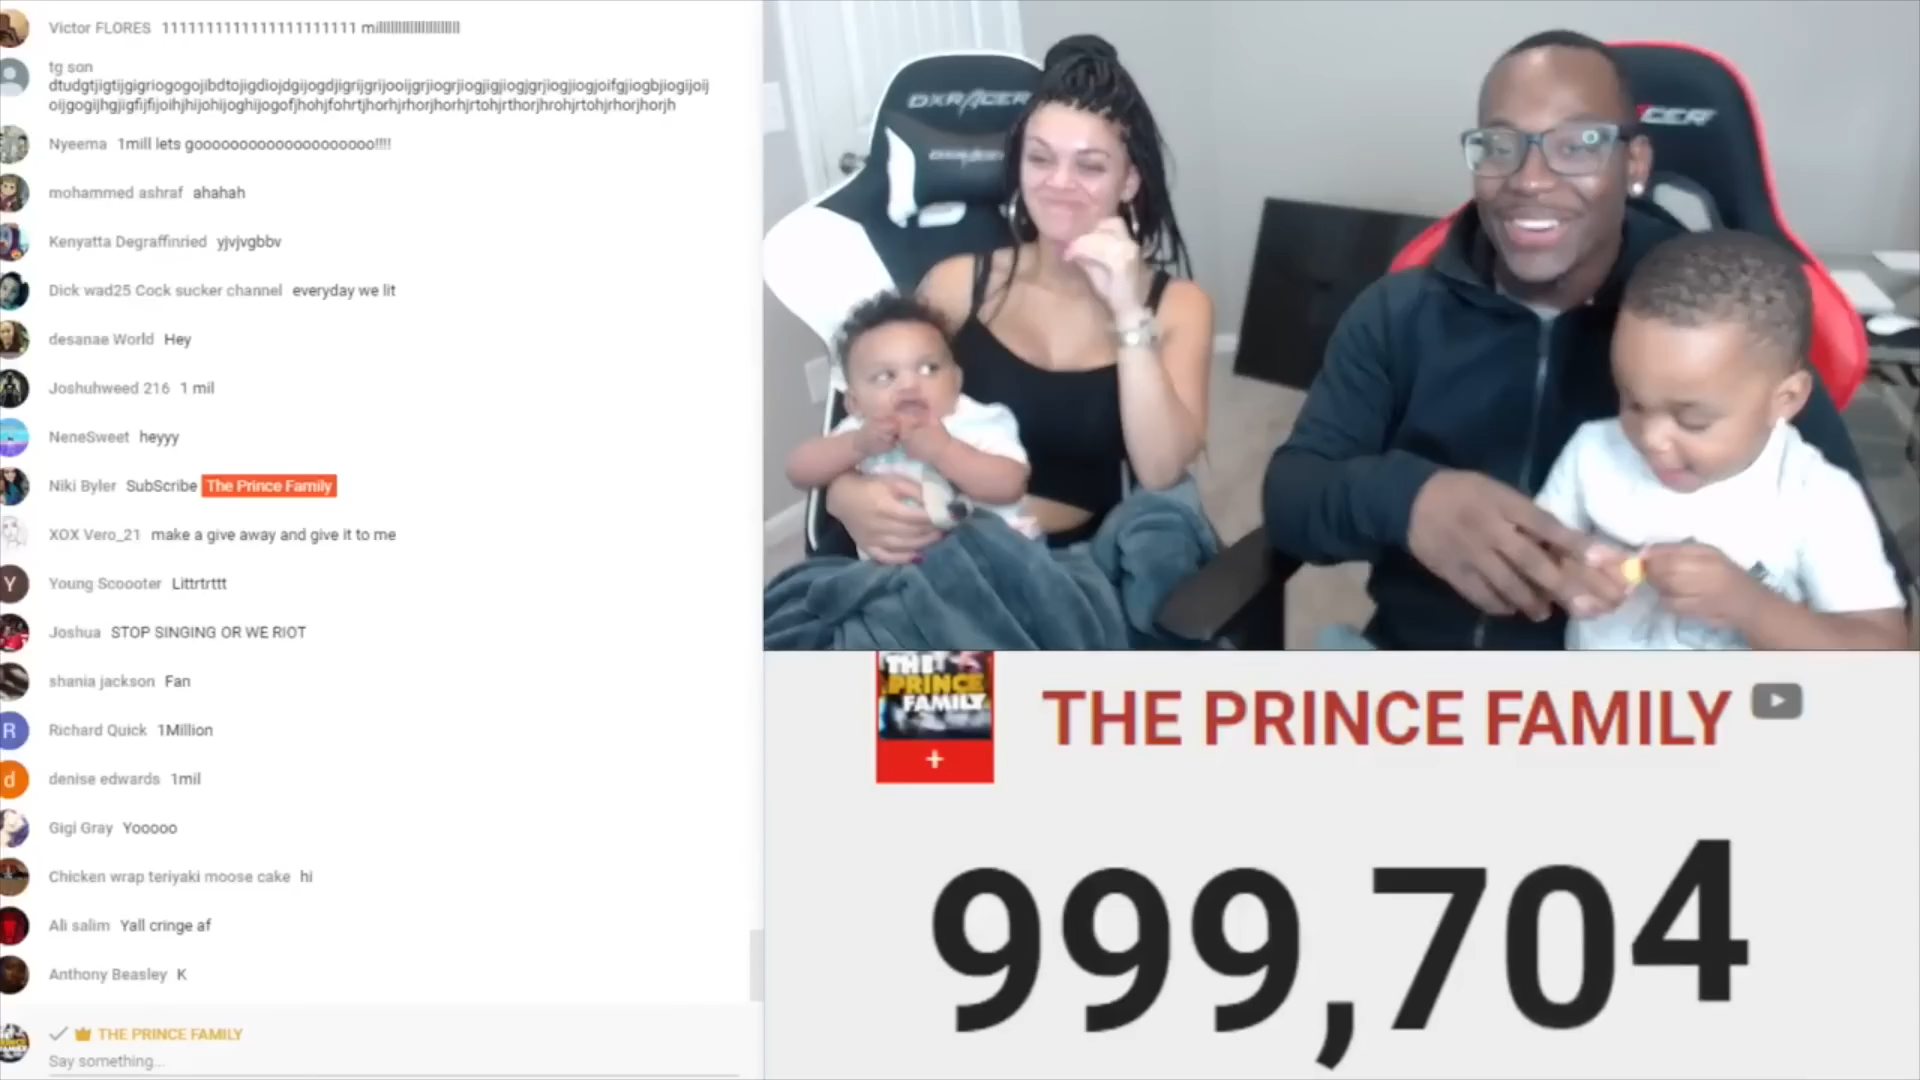 Victor FLORES 1111111111111111111111 millllllllllllllllllllll
tg son
Nyeema 1mill lets goooooooooooooooooooo!!!!
mohammed ashraf ahahah
Kenyatta Degraffinried yjvjvgbbv
Dick wad25 Cock sucker channel everyday we lit
desanae World Hey
Joshuhweed 216 1 mil
NeneSweet heyyy
Niki Byler SubScribe The Prince Family
XOX Vero_21 make a give away and give it to me
Y Young Scoooter Littrtrttt
Joshua STOP SINGING OR WE RIOT
shania jackson Fan
R Richard Quick 1Million
d denise edwards 1mil
Gigi Gray Yooooo
Chicken wrap teriyaki moose cake hi
Ali salim Yall cringe af
Anthony Beasley K
THE PRINCE FAMILY
Say something...
DXRACER
CER
THE
PRINCE
FAMILY
+
THE PRINCE FAMILY
999,704